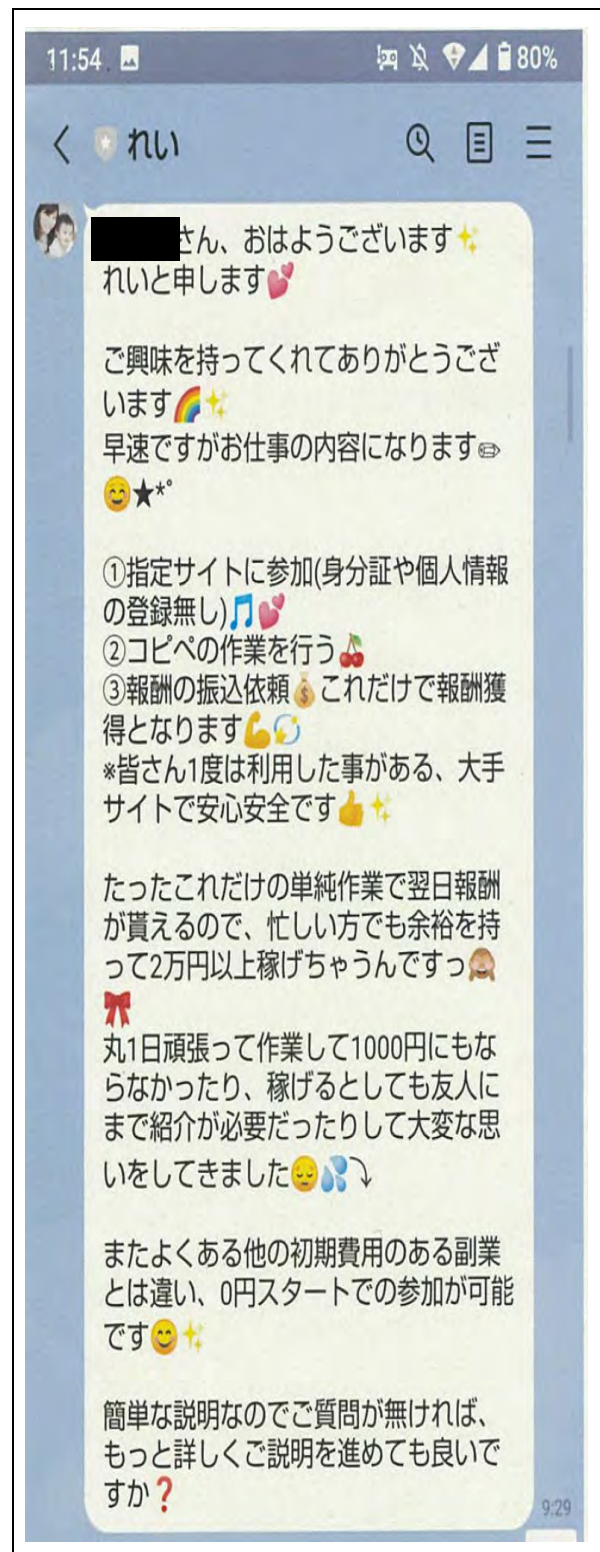 11:54
80%
れい
さん、おはようございます✨
れいと申します💕
ご興味を持ってくれてありがとうござ
います🌈✨
早速ですがお仕事の内容になります✏
☺️★*ﾟ
①指定サイトに参加(身分証や個人情報
の登録無し)🎵💕
②コピペの作業を行う🍒
③報酬の振込依頼💰これだけで報酬獲
得となります💪💫
※皆さん1度は利用した事がある、大手
サイトで安心安全です👍✨
たったこれだけの単純作業で翌日報酬
が貰えるので、忙しい方でも余裕を持
って2万円以上稼げちゃうんですっ🙈
🎀
丸1日頑張って作業して1000円にもな
らなかったり、稼げるとしても友人に
まで紹介が必要だったりして大変な思
いをしてきました😔💦⤵
またよくある他の初期費用のある副業
とは違い、0円スタートでの参加が可能
です😊✨
簡単な説明なのでご質問が無ければ、
もっと詳しくご説明を進めても良いで
すか❓
9:29